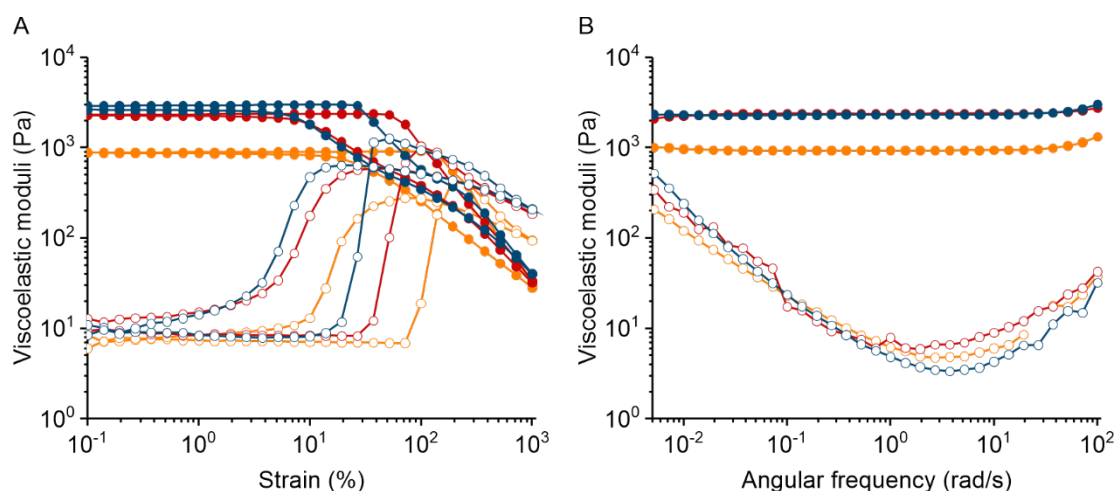 A
Viscoelastic moduli (Pa)
10⁴
10³
10²
10¹
10⁰
10⁻¹ 10⁰ 10¹ 10² 10³
Strain (%)
B
Viscoelastic moduli (Pa)
10⁴
10³
10²
10¹
10⁰
10⁻² 10⁻¹ 10⁰ 10¹ 10²
Angular frequency (rad/s)